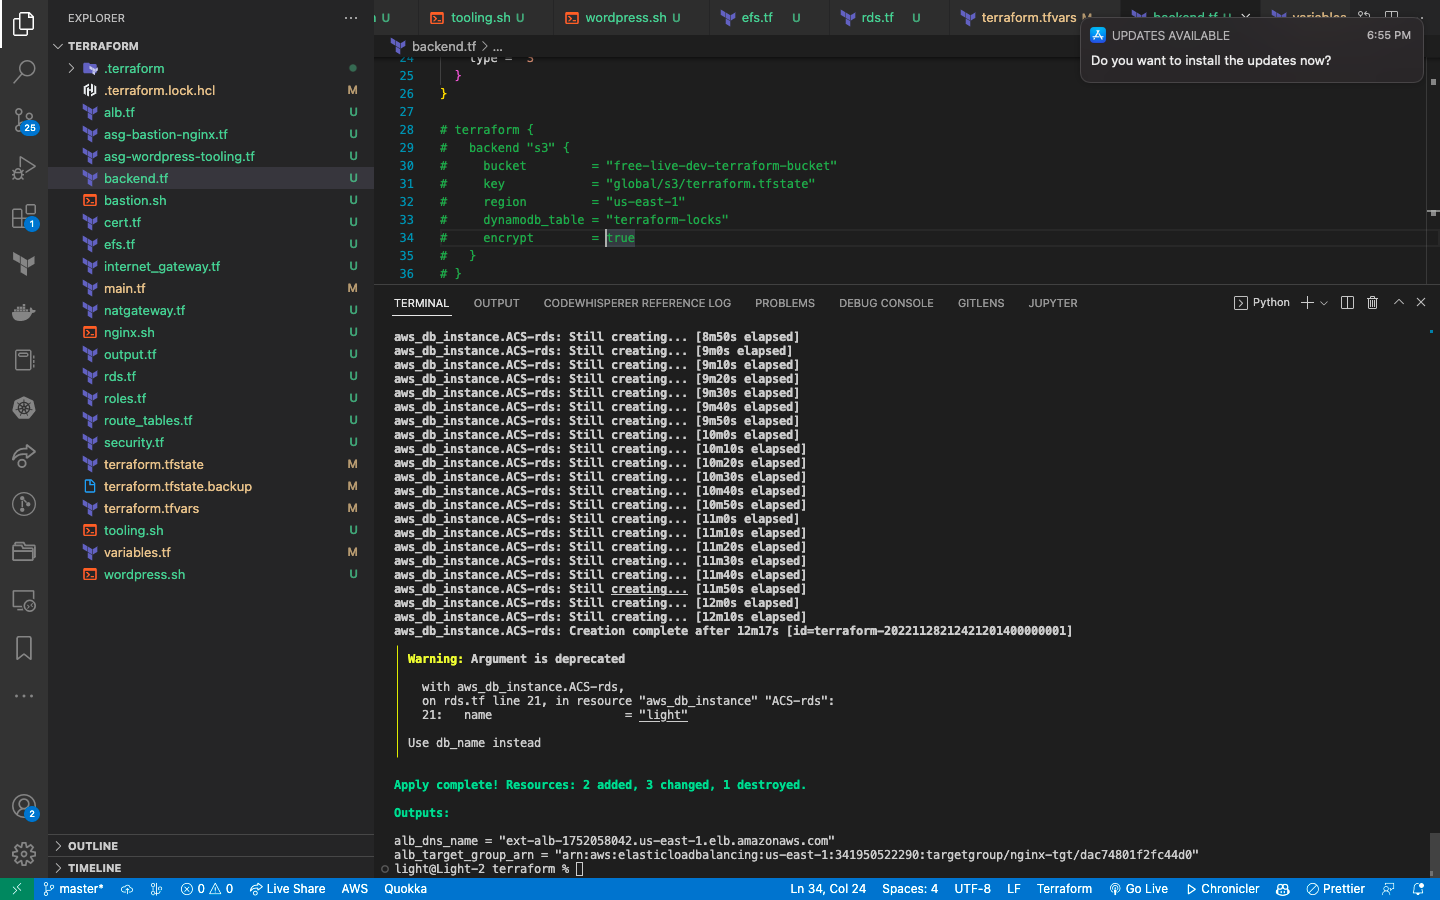 EXPLORER
TERRAFORM
.terraform
.terraform.lock.hcl M
alb.tf U
asg-bastion-nginx.tf U
asg-wordpress-tooling.tf U
backend.tf U
bastion.sh U
cert.tf U
efs.tf U
internet_gateway.tf U
main.tf M
natgateway.tf U
nginx.sh U
output.tf U
rds.tf U
roles.tf U
route_tables.tf U
security.tf U
terraform.tfstate M
terraform.tfstate.backup M
terraform.tfvars M
tooling.sh U
variables.tf M
wordpress.sh U
OUTLINE
TIMELINE
25
1
2
U tooling.sh U wordpress.sh U efs.tf U rds.tf U terraform.tfvars M backend.tf U variables
UPDATES AVAILABLE 6:55 PM
Do you want to install the updates now?
backend.tf > ...
24 type = "S"
25 }
26 }
27
28 # terraform {
29 #   backend "s3" {
30 #     bucket         = "free-live-dev-terraform-bucket"
31 #     key            = "global/s3/terraform.tfstate"
32 #     region         = "us-east-1"
33 #     dynamodb_table = "terraform-locks"
34 #     encrypt        = true
35 #   }
36 # }
TERMINAL OUTPUT CODEWHISPERER REFERENCE LOG PROBLEMS DEBUG CONSOLE GITLENS JUPYTER Python
aws_db_instance.ACS-rds: Still creating... [8m50s elapsed]
aws_db_instance.ACS-rds: Still creating... [9m0s elapsed]
aws_db_instance.ACS-rds: Still creating... [9m10s elapsed]
aws_db_instance.ACS-rds: Still creating... [9m20s elapsed]
aws_db_instance.ACS-rds: Still creating... [9m30s elapsed]
aws_db_instance.ACS-rds: Still creating... [9m40s elapsed]
aws_db_instance.ACS-rds: Still creating... [9m50s elapsed]
aws_db_instance.ACS-rds: Still creating... [10m0s elapsed]
aws_db_instance.ACS-rds: Still creating... [10m10s elapsed]
aws_db_instance.ACS-rds: Still creating... [10m20s elapsed]
aws_db_instance.ACS-rds: Still creating... [10m30s elapsed]
aws_db_instance.ACS-rds: Still creating... [10m40s elapsed]
aws_db_instance.ACS-rds: Still creating... [10m50s elapsed]
aws_db_instance.ACS-rds: Still creating... [11m0s elapsed]
aws_db_instance.ACS-rds: Still creating... [11m10s elapsed]
aws_db_instance.ACS-rds: Still creating... [11m20s elapsed]
aws_db_instance.ACS-rds: Still creating... [11m30s elapsed]
aws_db_instance.ACS-rds: Still creating... [11m40s elapsed]
aws_db_instance.ACS-rds: Still creating... [11m50s elapsed]
aws_db_instance.ACS-rds: Still creating... [12m0s elapsed]
aws_db_instance.ACS-rds: Still creating... [12m10s elapsed]
aws_db_instance.ACS-rds: Creation complete after 12m17s [id=terraform-20221128212421201400000001]
Warning: Argument is deprecated
with aws_db_instance.ACS-rds,
on rds.tf line 21, in resource "aws_db_instance" "ACS-rds":
21:   name                   = "light"
Use db_name instead
Apply complete! Resources: 2 added, 3 changed, 1 destroyed.
Outputs:
alb_dns_name = "ext-alb-1752058042.us-east-1.elb.amazonaws.com"
alb_target_group_arn = "arn:aws:elasticloadbalancing:us-east-1:341950522290:targetgroup/nginx-tgt/dac74801f2fc44d0"
light@Light-2 terraform %
master* 0 0 Live Share AWS Quokka Ln 34, Col 24 Spaces: 4 UTF-8 LF Terraform Go Live Chronicler Prettier